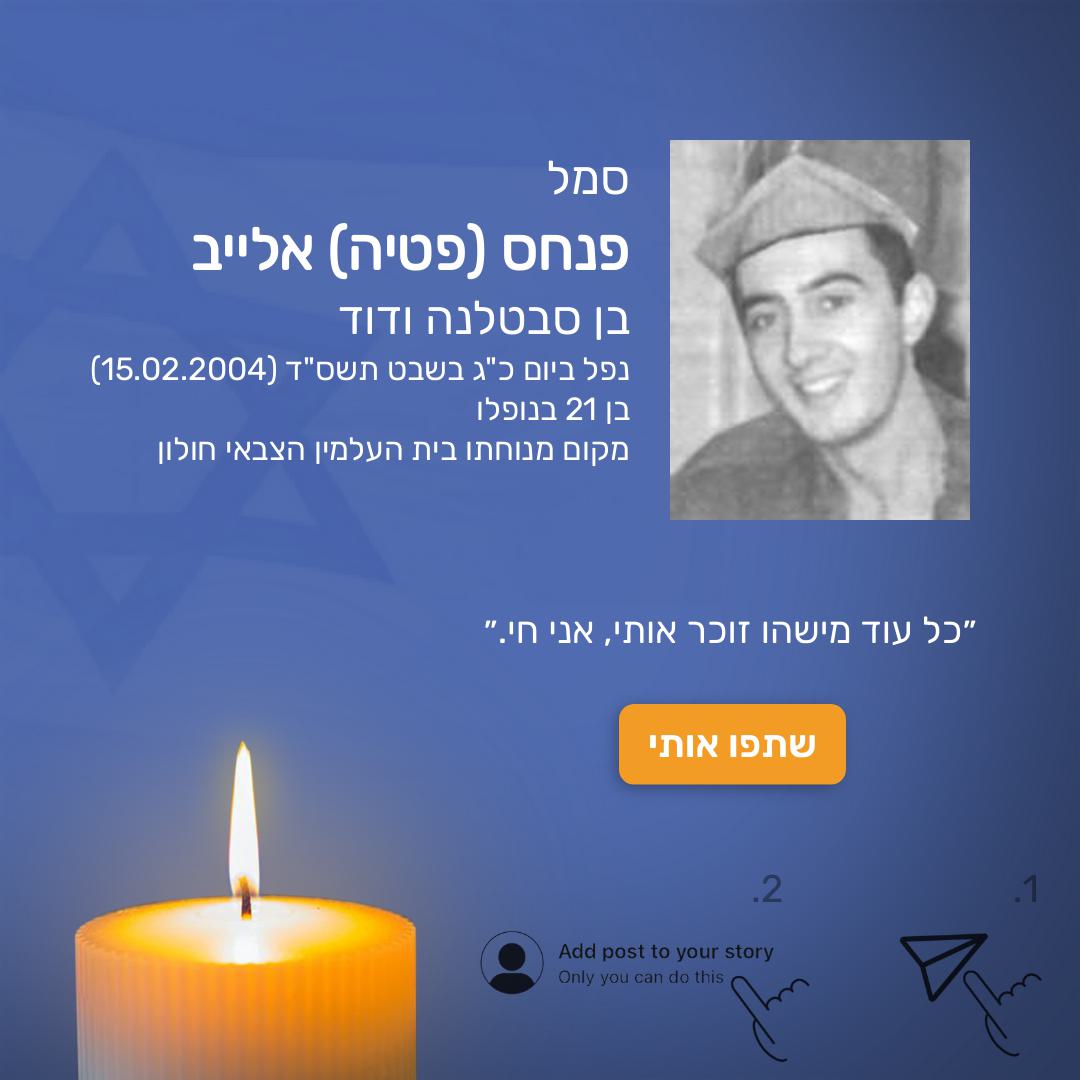 סמל
פנחס (פטיה) אלייב
בן סבטלנה ודוד
נפל ביום כ"ג בשבט תשס"ד (15.02.2004)
בן 21 בנופלו
מקום מנוחתו בית העלמין הצבאי חולון
״כל עוד מישהו זוכר אותי, אני חי.״
שתפו אותי
1.
2.
Add post to your story
Only you can do this